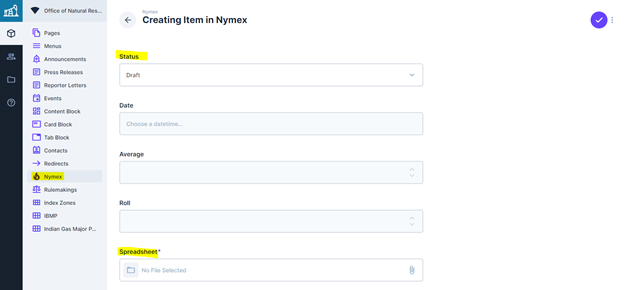 Office of Natural Res...
Pages
Menus
Announcements
Press Releases
Reporter Letters
Events
Content Block
Card Block
Tab Block
Contacts
Redirects
Nymex
Rulemakings
Index Zones
IBMP
Indian Gas Major P...
Nymex
Creating Item in Nymex
Status
Draft
Date
Choose a datetime...
Average
Roll
Spreadsheet*
No File Selected